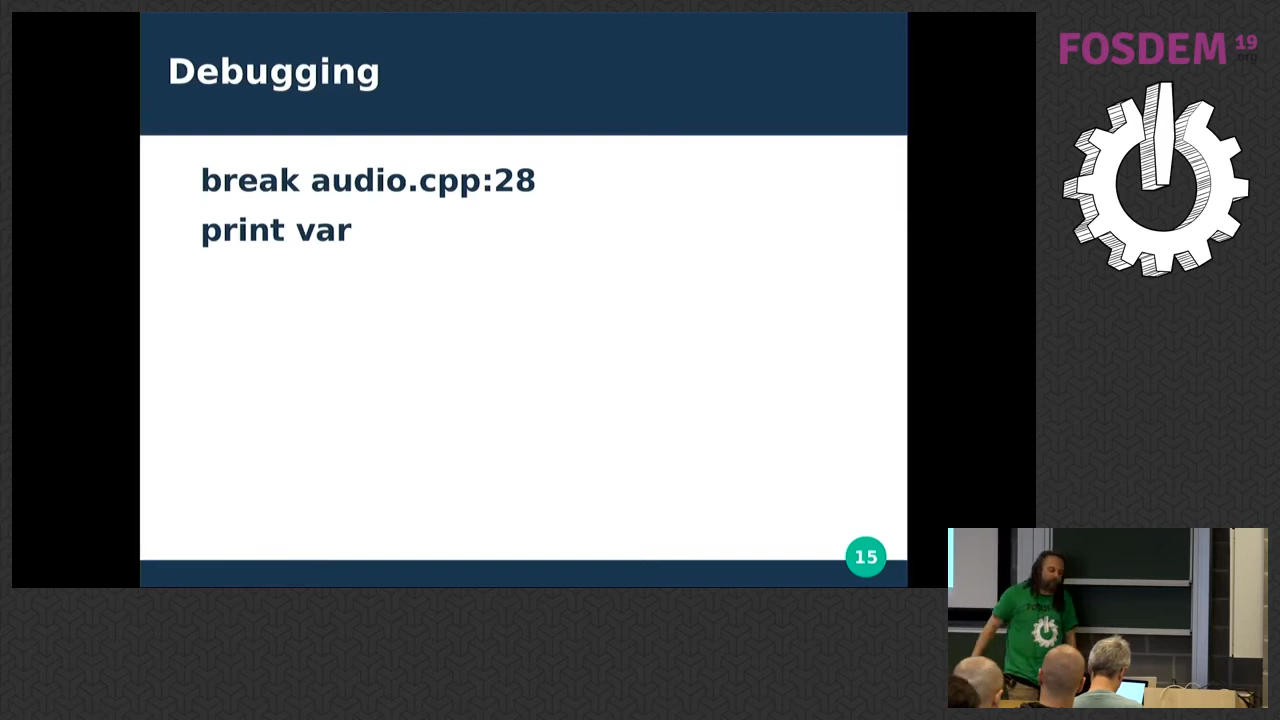 Debugging
break audio.cpp:28
print var
15
FOSDEM 19
.org